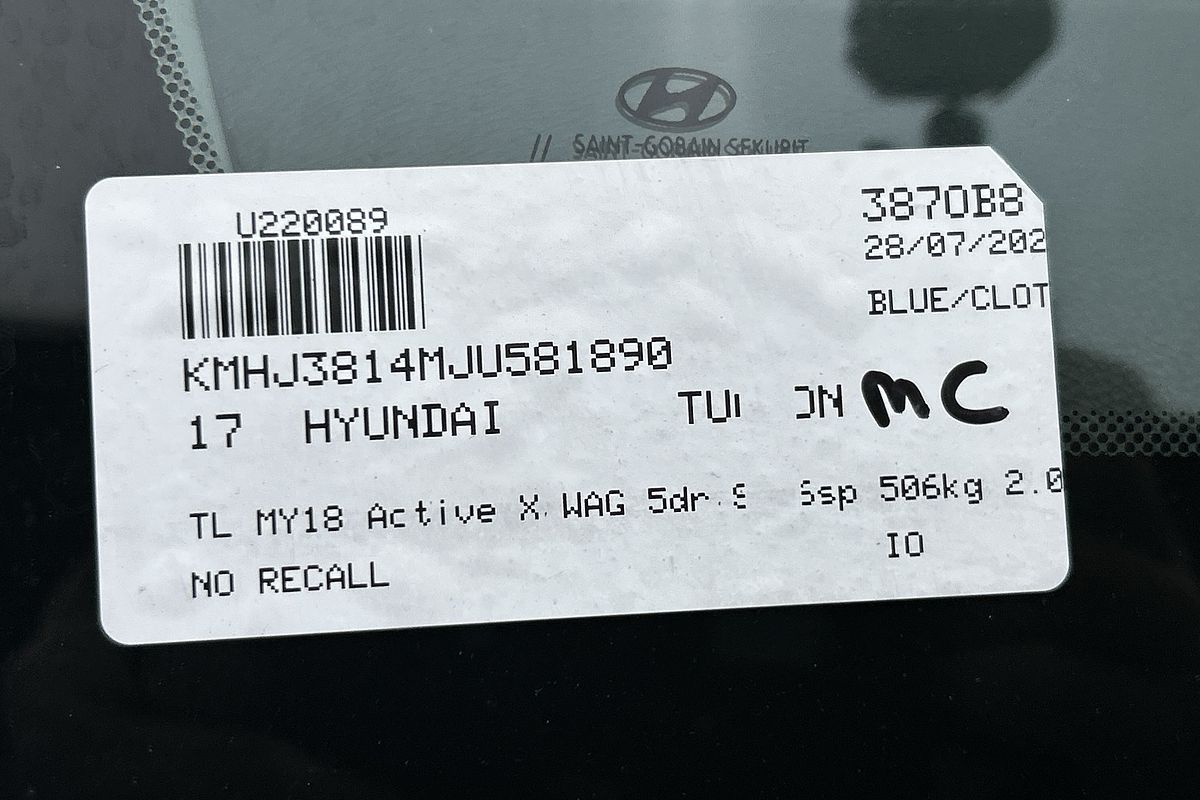 // SAINT-GOBAIN SEKURIT
U220089
3870B8
28/07/202
BLUE/CLOT
KMHJ3814MJU581890
17 HYUNDAI MC
TL MY18 Active X WAG 5dr 506kg 2.0
IO
NO RECALL